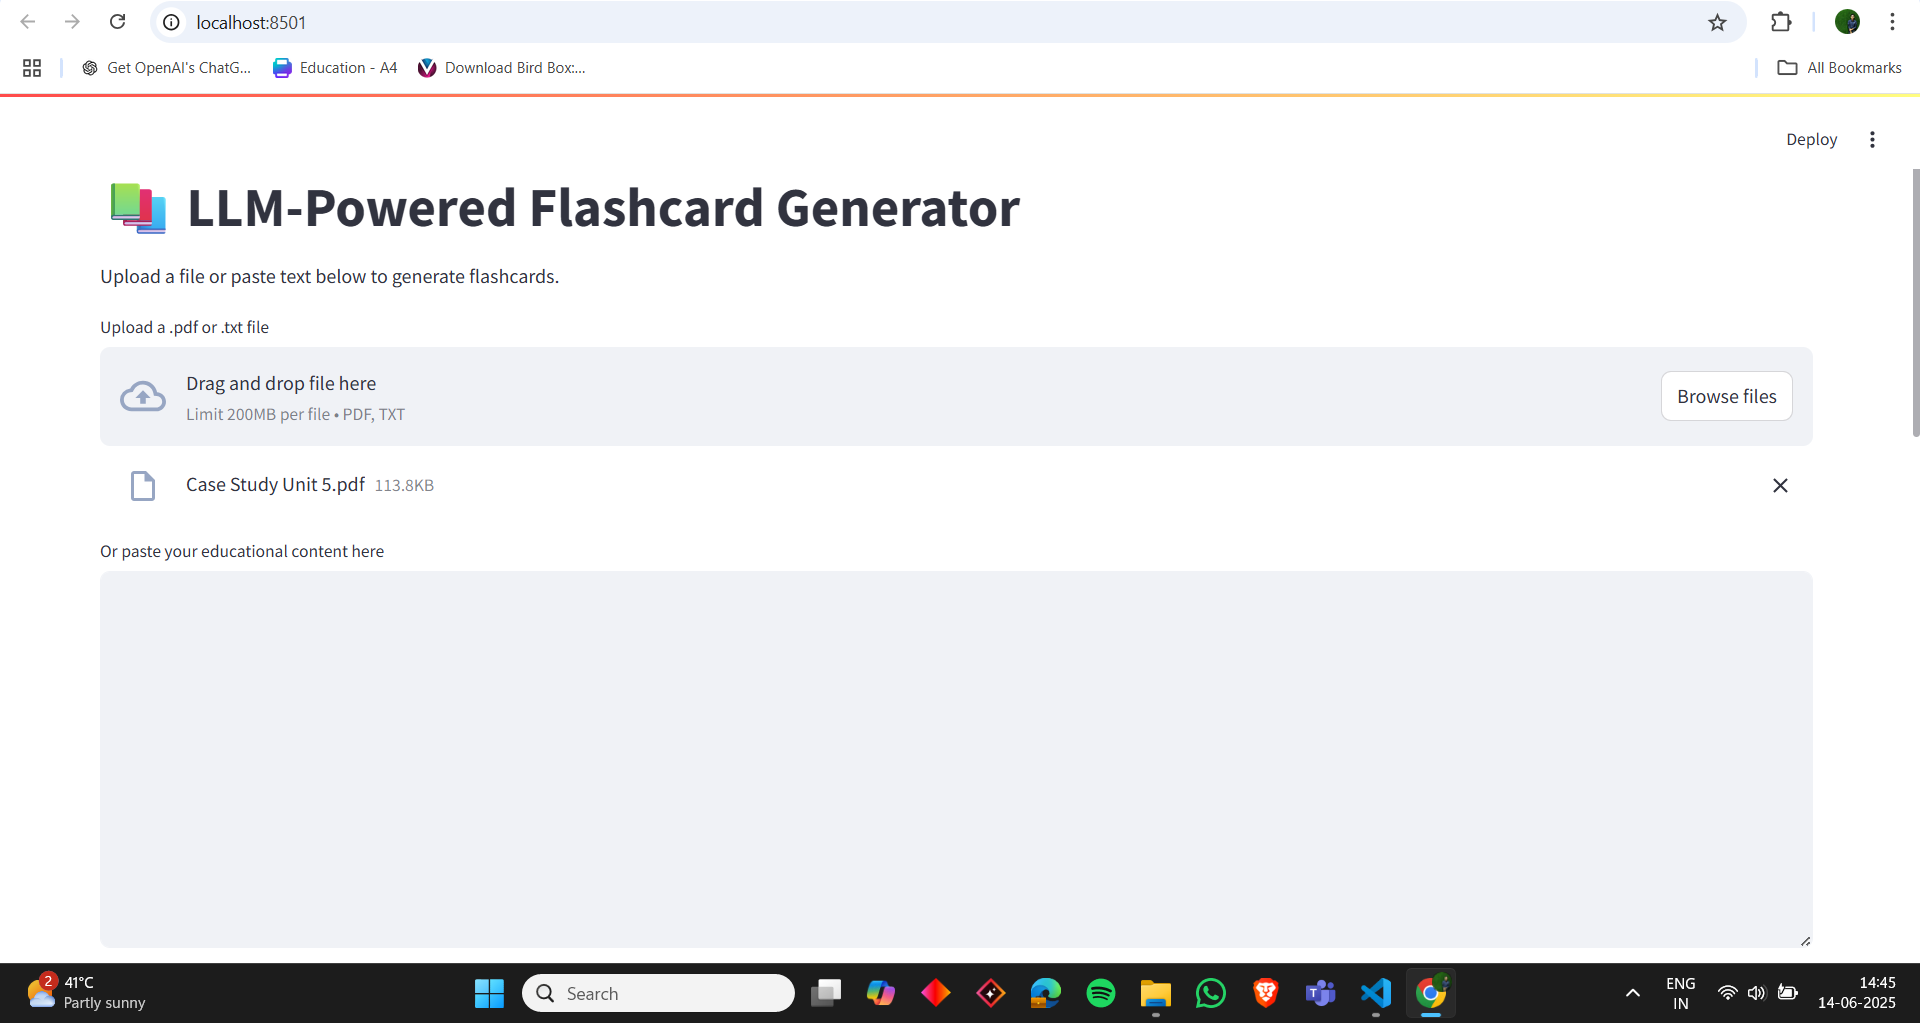 localhost:8501
Get OpenAI's ChatG...
Education - A4
Download Bird Box:...
All Bookmarks
Deploy
LLM-Powered Flashcard Generator
Upload a file or paste text below to generate flashcards.
Upload a .pdf or .txt file
Drag and drop file here
Limit 200MB per file • PDF, TXT
Browse files
Case Study Unit 5.pdf 113.8KB
Or paste your educational content here
2
41°C
Partly sunny
Search
ENG
IN
14:45
14-06-2025